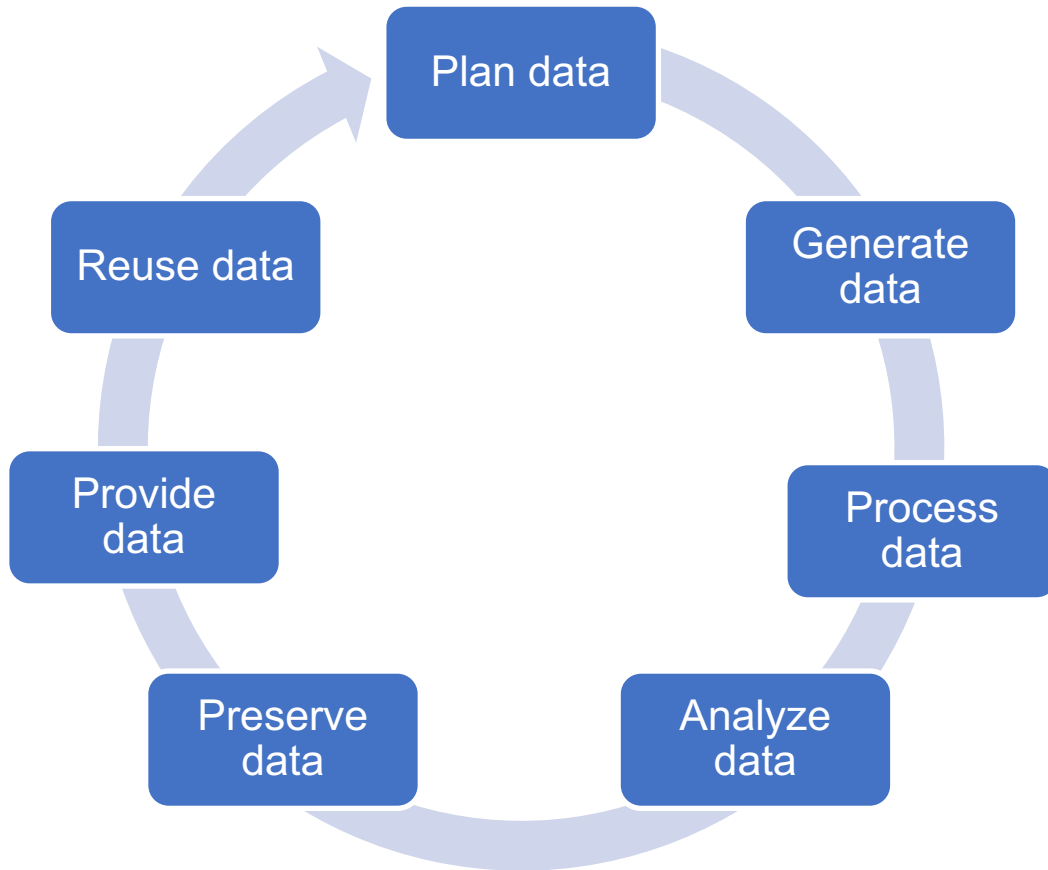 Plan data
Generate
data
Process
data
Analyze
data
Preserve
data
Provide
data
Reuse data